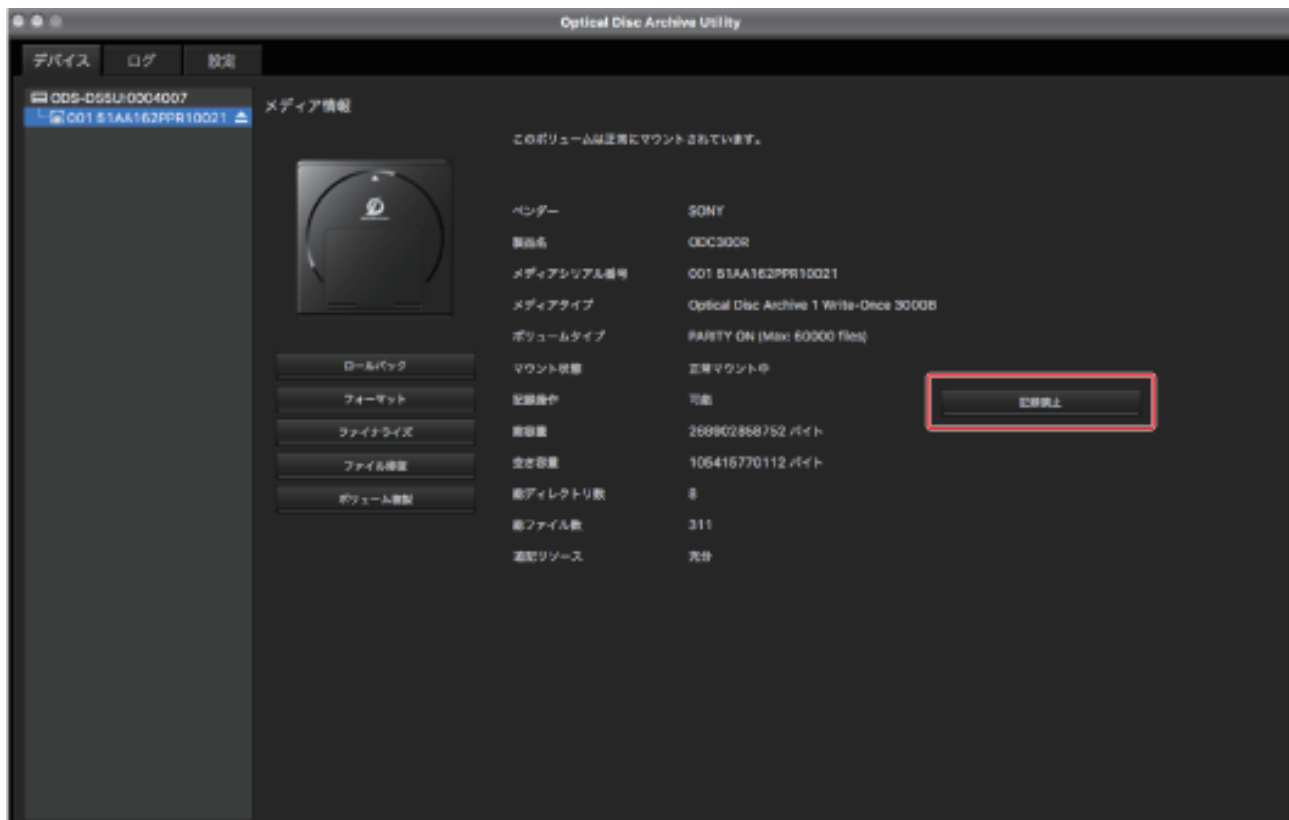 Optical Disc Archive Utility
デバイス ログ 設定
ODS-D55U:0004007
001 51AA162PPR10021
メディア情報
このボリュームは正常にマウントされています。
ベンダー SONY
製品名 ODC300R
メディアシリアル番号 001 51AA162PPR10021
メディアタイプ Optical Disc Archive 1 Write-Once 300GB
ボリュームタイプ PARITY ON (Max: 60000 files)
ロールバック マウント状態 正常マウント中
フォーマット 記録操作 可能 記録禁止
ファイナライズ 総容量 268902858752 バイト
ファイル修復 空き容量 105415770112 バイト
ボリューム複製 総ディレクトリ数 8
総ファイル数 311
追記リソース 充分